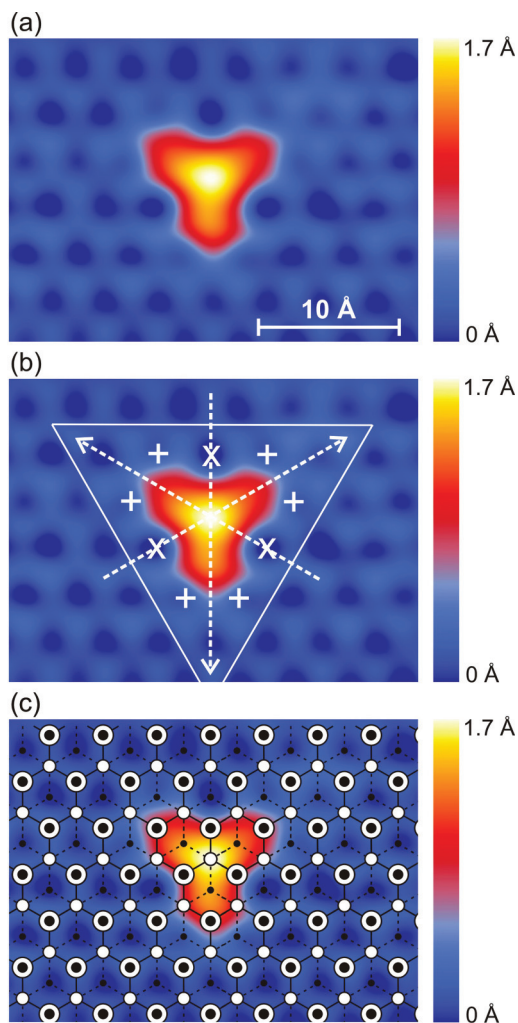 (a)
1.7 Å
10 Å
0 Å
(b)
1.7 Å
+ X +
+ +
X X
+ +
0 Å
(c)
1.7 Å
0 Å